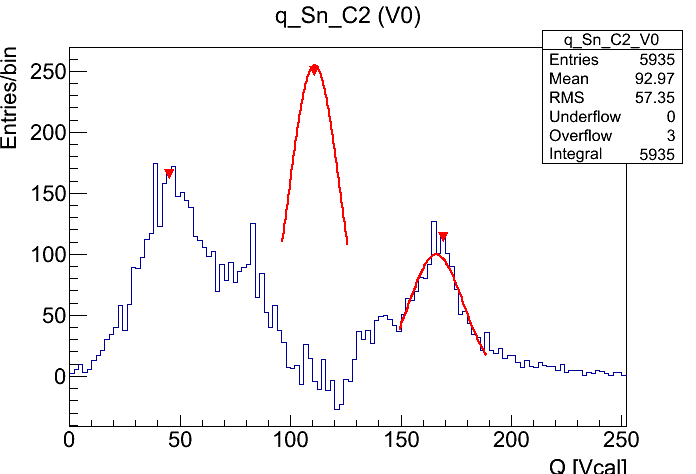 q_Sn_C2 (V0)
q_Sn_C2_V0
Entries 5935
Mean 92.97
RMS 57.35
Underflow 0
Overflow 3
Integral 5935
Entries/bin
250
200
150
100
50
0
0 50 100 150 200 250
Q [Vcal]